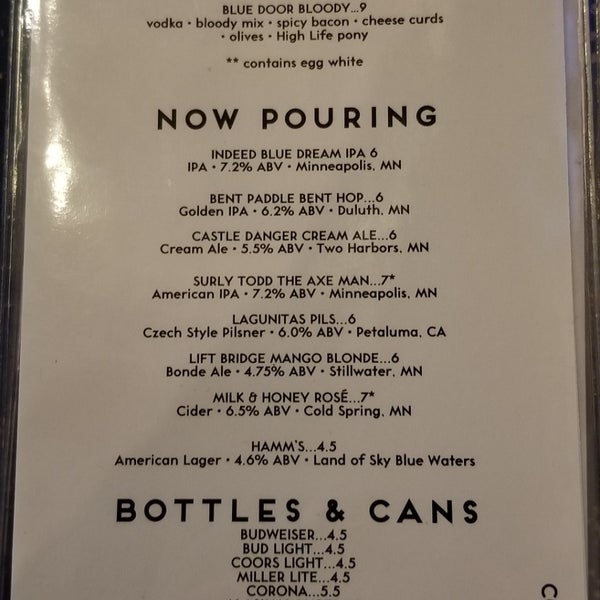 BLUE DOOR BLOODY...9
vodka • bloody mix • spicy bacon • cheese curds
• olives • High Life pony
** contains egg white
NOW POURING
INDEED BLUE DREAM IPA 6
IPA • 7.2% ABV • Minneapolis, MN
BENT PADDLE BENT HOP...6
Golden IPA • 6.2% ABV • Duluth, MN
CASTLE DANGER CREAM ALE...6
Cream Ale • 5.5% ABV • Two Harbors, MN
SURLY TODD THE AXE MAN...7*
American IPA • 7.2% ABV • Minneapolis, MN
LAGUNITAS PILS...6
Czech Style Pilsner • 6.0% ABV • Petaluma, CA
LIFT BRIDGE MANGO BLONDE...6
Bonde Ale • 4.75% ABV • Stillwater, MN
MILK & HONEY ROSÉ...7*
Cider • 6.5% ABV • Cold Spring, MN
HAMM'S...4.5
American Lager • 4.6% ABV • Land of Sky Blue Waters
BOTTLES & CANS
BUDWEISER...4.5
BUD LIGHT...4.5
COORS LIGHT...4.5
MILLER LITE...4.5
CORONA...5.5